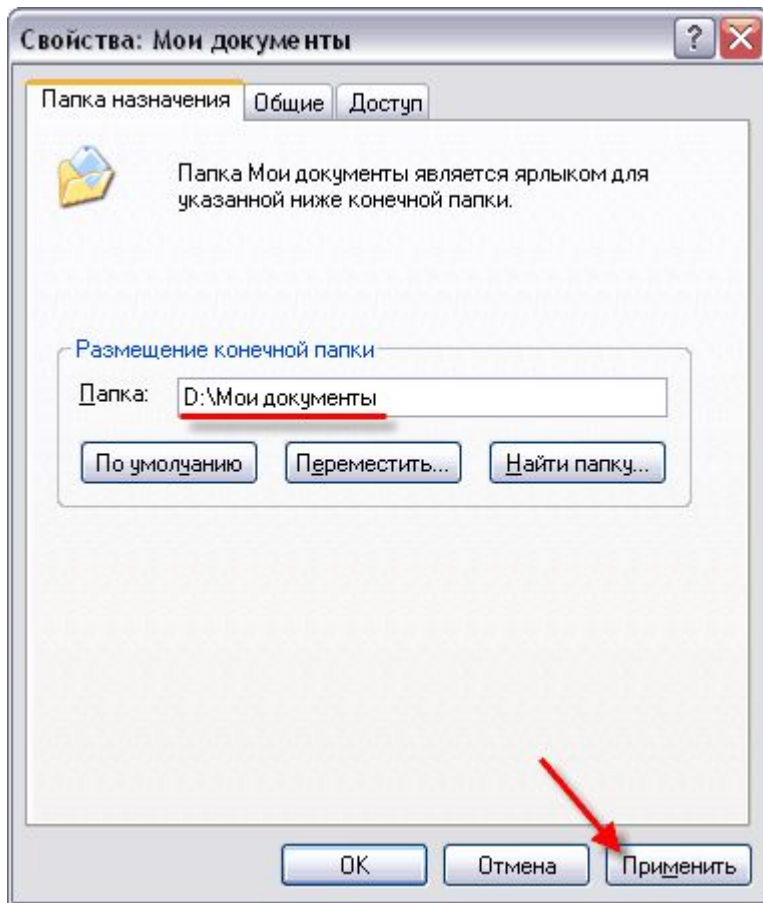 Свойства: Мои документы
?
Папка назначения Общие Доступ
Папка Мои документы является ярлыком для
указанной ниже конечной папки.
Размещение конечной папки
Папка: D:\Мои документы
По умолчанию Переместить... Найти папку...
OK Отмена Применить